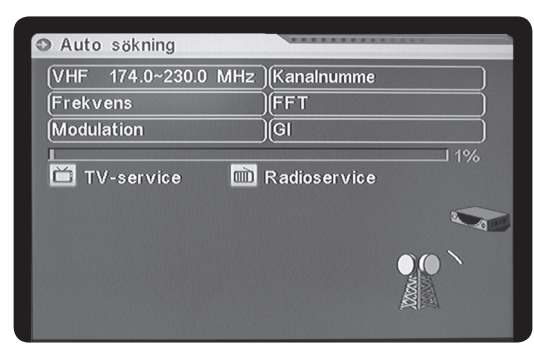 Auto sökning
VHF 174.0~230.0 MHz Kanalnumme
Frekvens FFT
Modulation GI
1%
TV-service Radioservice